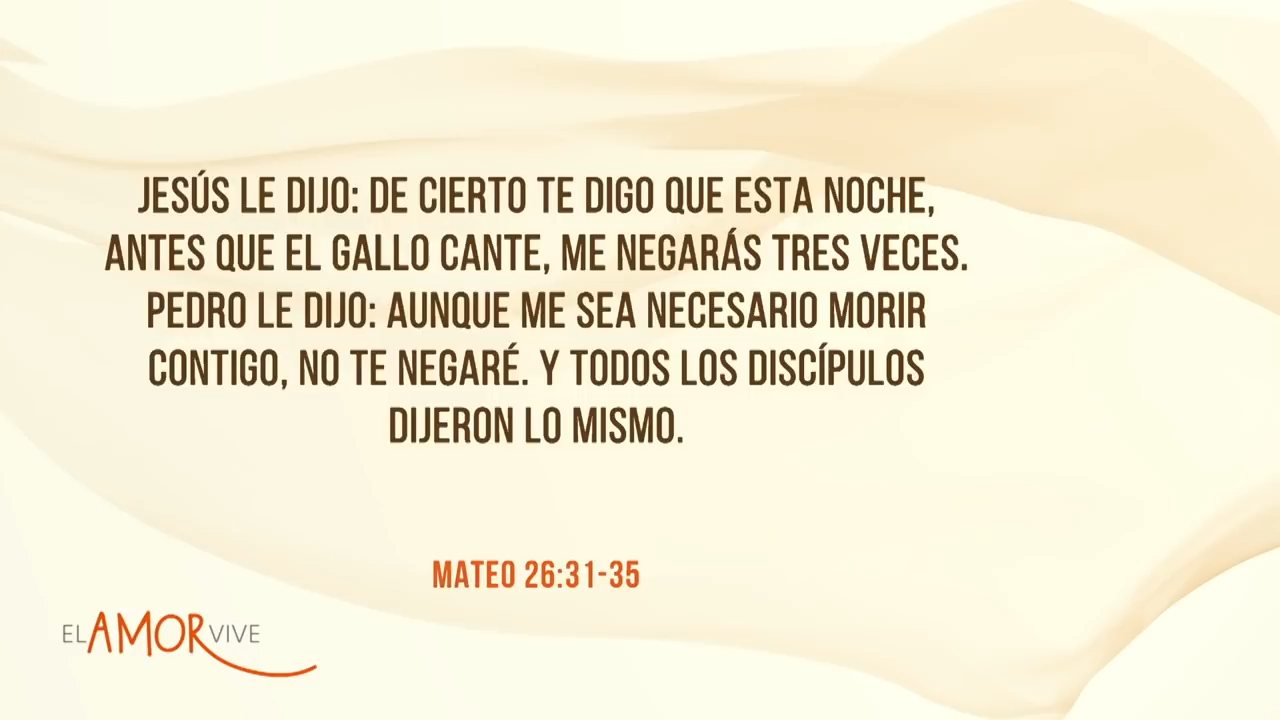 JESÚS LE DIJO: DE CIERTO TE DIGO QUE ESTA NOCHE,
ANTES QUE EL GALLO CANTE, ME NEGARÁS TRES VECES.
PEDRO LE DIJO: AUNQUE ME SEA NECESARIO MORIR
CONTIGO, NO TE NEGARÉ. Y TODOS LOS DISCÍPULOS
DIJERON LO MISMO.
MATEO 26:31-35
EL AMOR VIVE